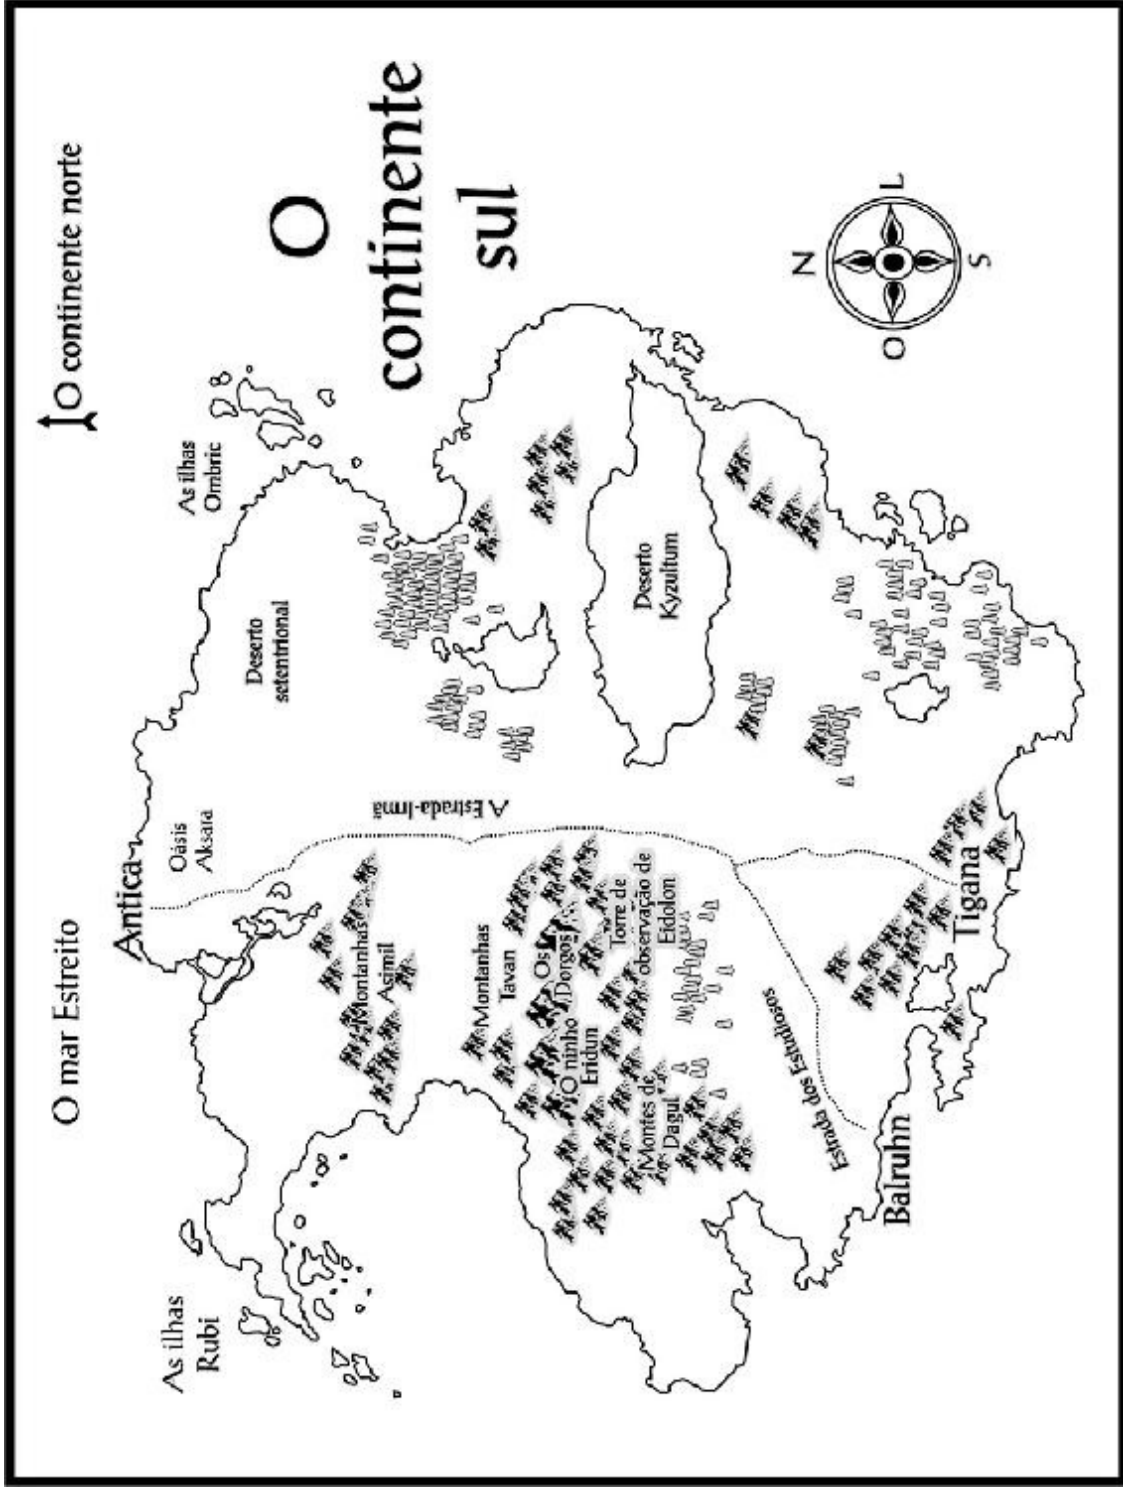 O continente norte
O mar Estreito
O
continente
sul
As ilhas
Rubi
As ilhas
Ombric
Antica
Oásis
Aksara
Deserto
setentrional
A Estrada-Irmã
Montanhas
Asimil
Montanhas
Tavan
Os
Dorgos
O ninho
Eridun
Torre de
observação de
Eidolon
Montes de
Dagul
Deserto
Kyzultum
Estrada dos Estudiosos
Balruhn
Tigana
N
O
L
S